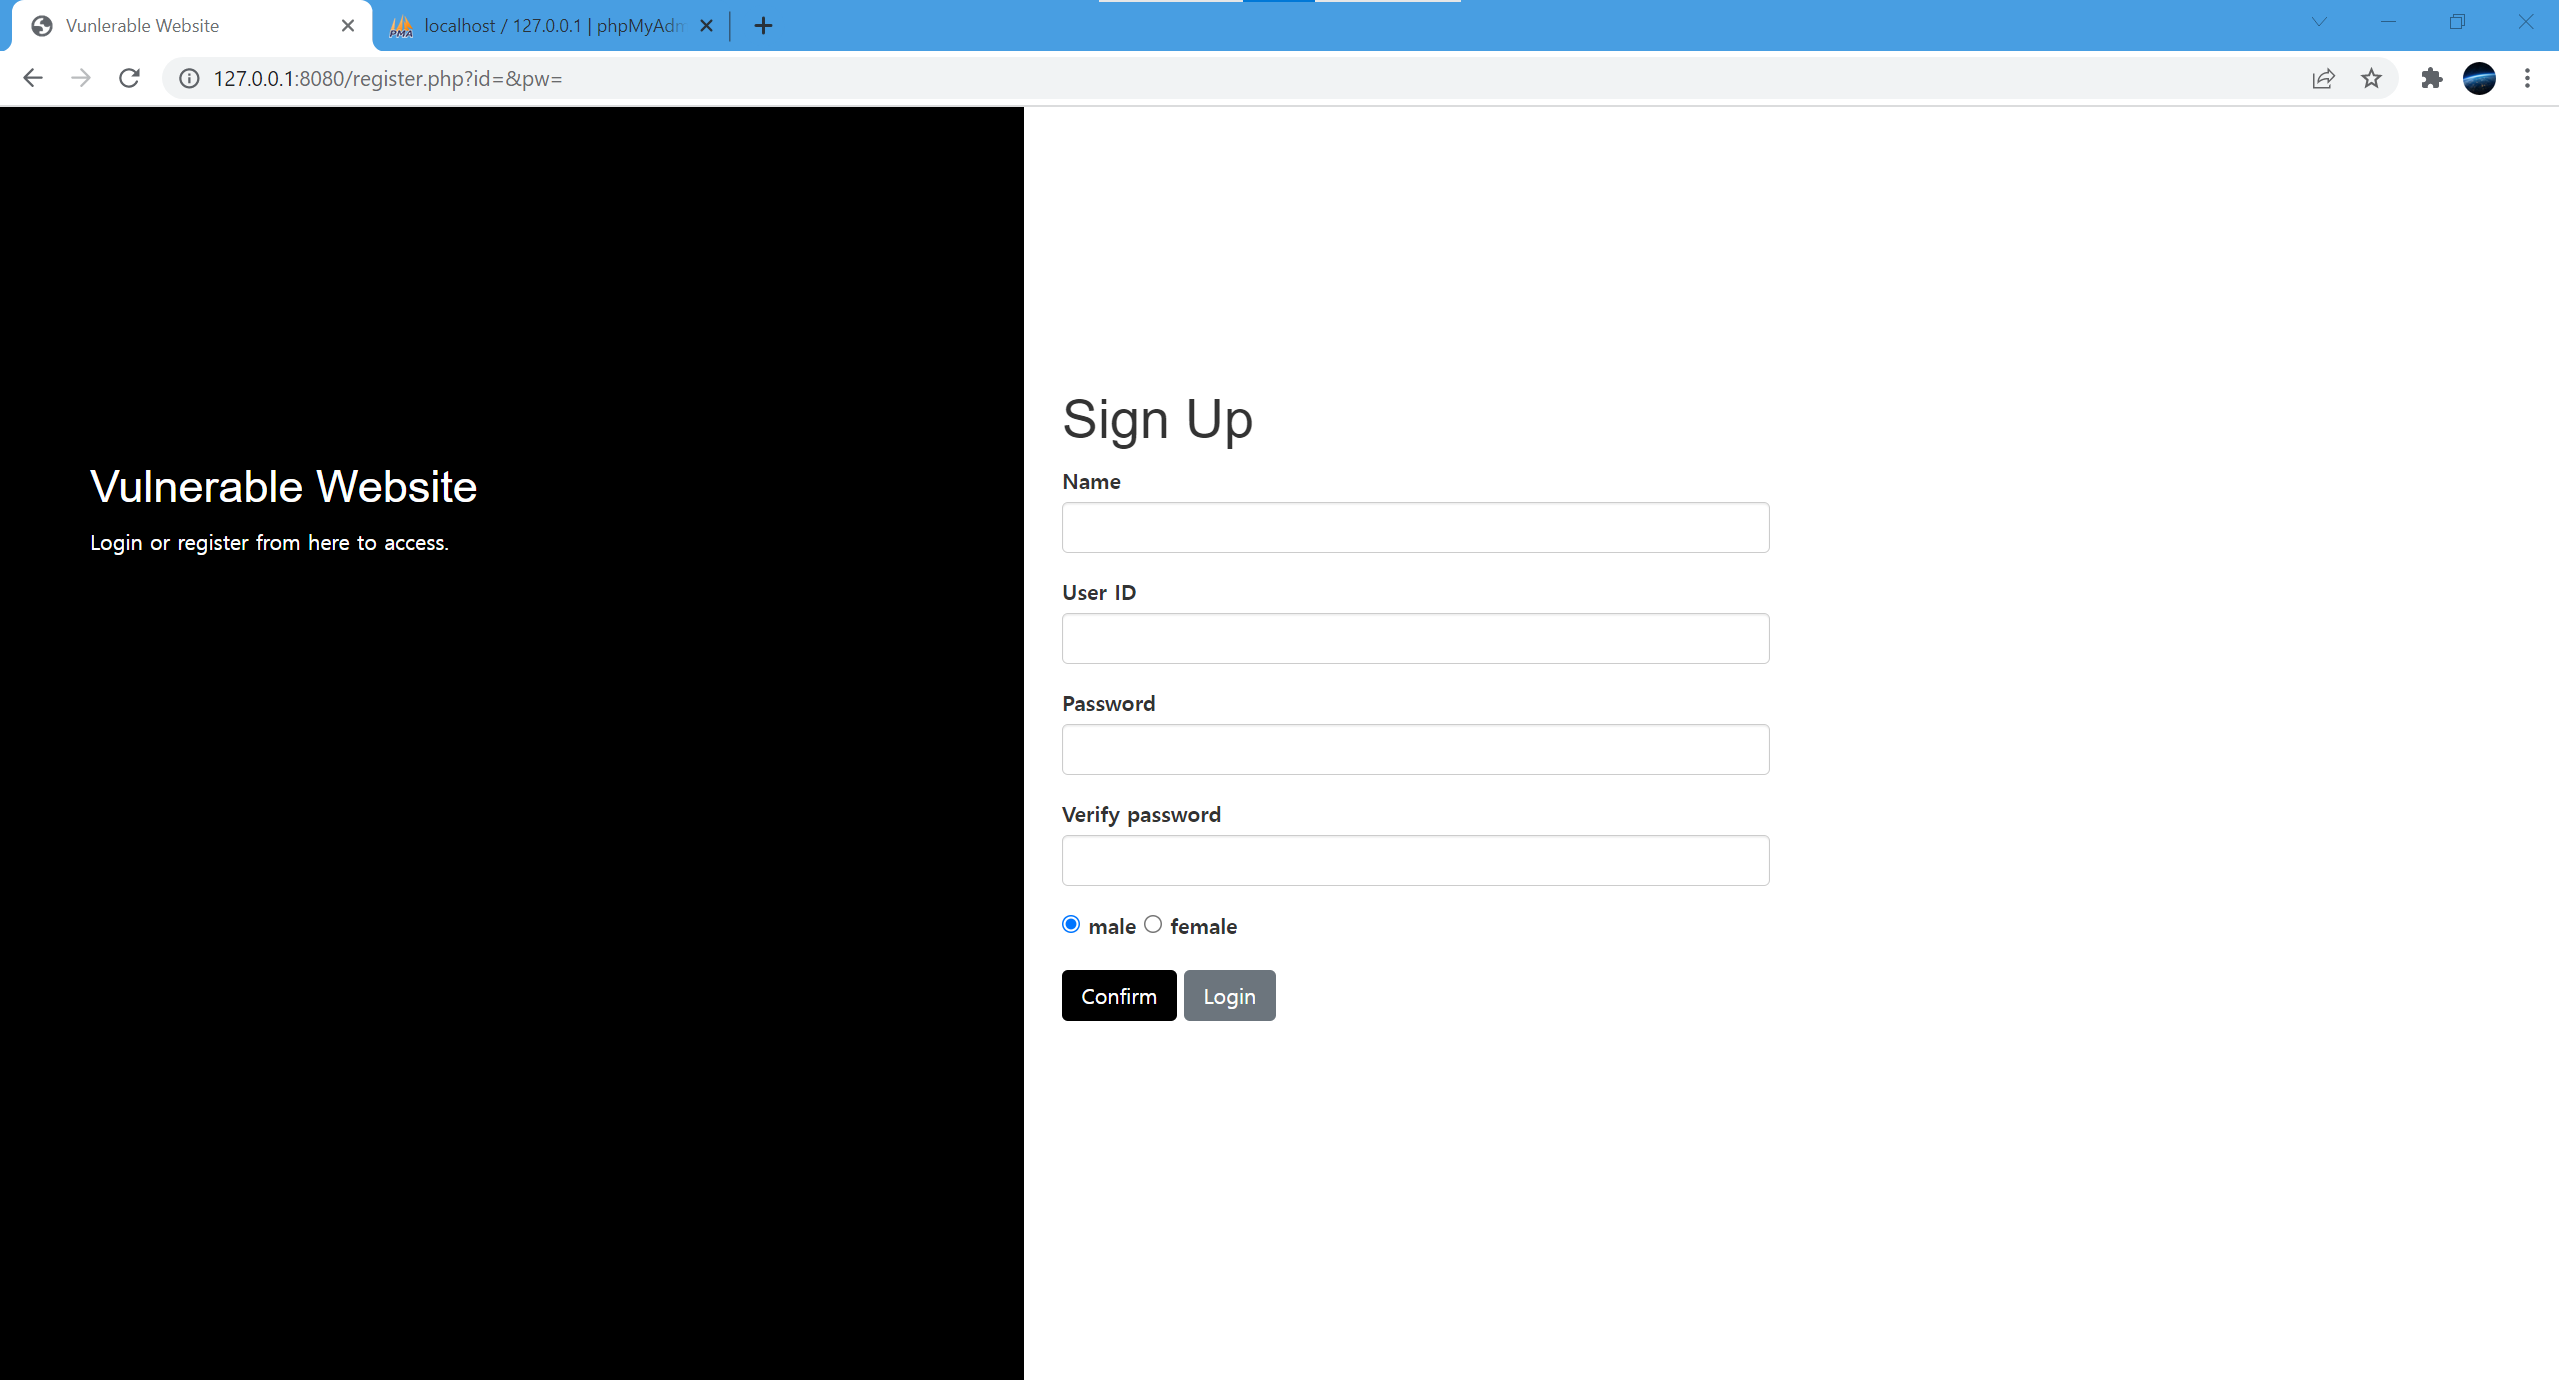 Vunlerable Website
localhost / 127.0.0.1 | phpMyAdm
127.0.0.1:8080/register.php?id=&pw=
Vulnerable Website
Login or register from here to access.
Sign Up
Name
User ID
Password
Verify password
male female
Confirm Login